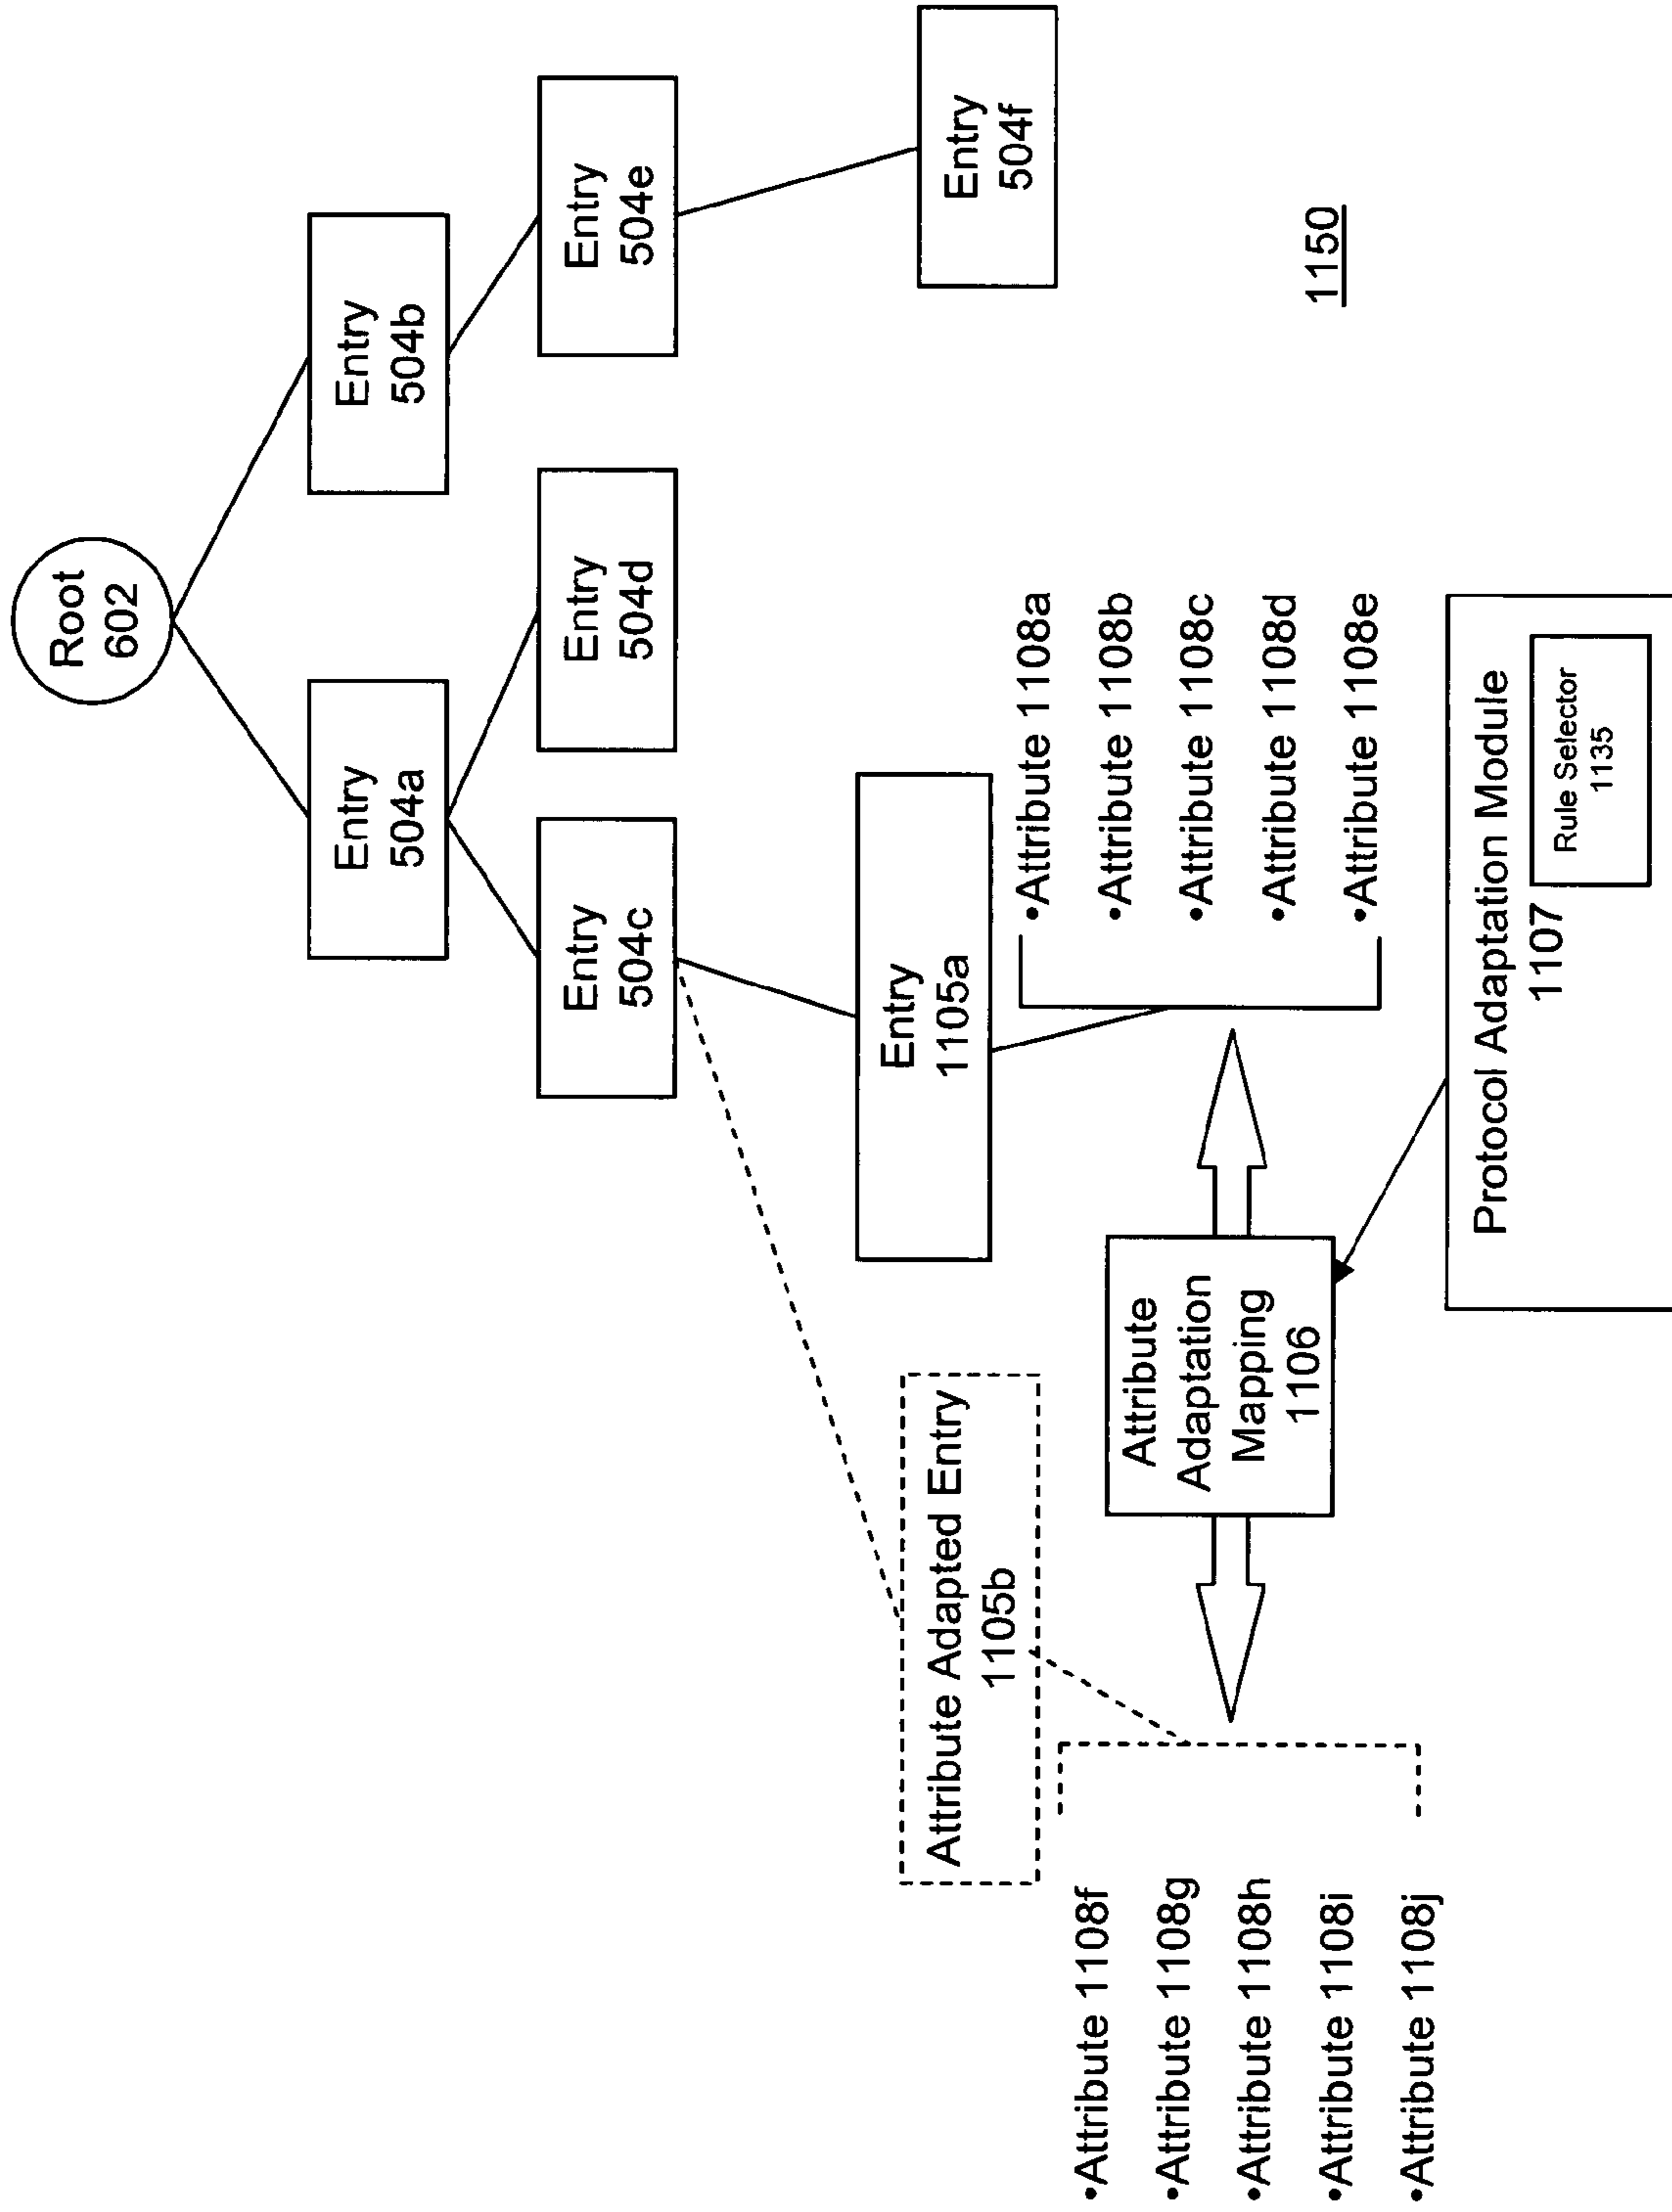 Root
602
Entry
504a
Entry
504b
Entry
504c
Entry
504d
Entry
504e
Entry
1105a
Entry
504f
Attribute Adapted Entry
1105b
•Attribute 1108f
•Attribute 1108g
•Attribute 1108h
•Attribute 1108i
•Attribute 1108j
Attribute
Adaptation
Mapping
1106
•Attribute 1108a
•Attribute 1108b
•Attribute 1108c
•Attribute 1108d
•Attribute 1108e
Protocol Adaptation Module
1107
Rule Selector
1135
1150